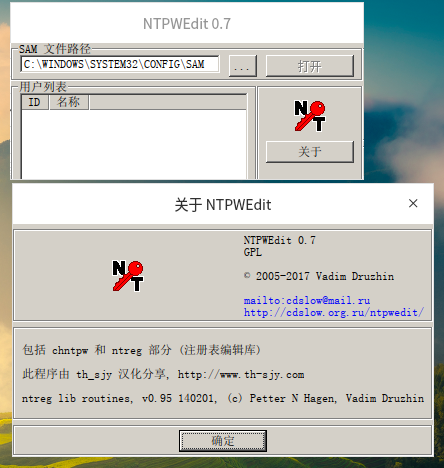 NTPWEdit 0.7
SAM 文件路径
C:\WINDOWS\SYSTEM32\CONFIG\SAM
...
打开
用户列表
ID 名称
NT
关于
关于 NTPWEdit
×
NT
NTPWEdit 0.7
GPL
© 2005-2017 Vadim Druzhin
mailto:cdslow@mail.ru
http://cdslow.org.ru/ntpwedit/
包括 chntpw 和 ntreg 部分 (注册表编辑库)
此程序由 th_sjy 汉化分享, http://www.th-sjy.com
ntreg lib routines, v0.95 140201, (c) Petter N Hagen, Vadim Druzhin
确定